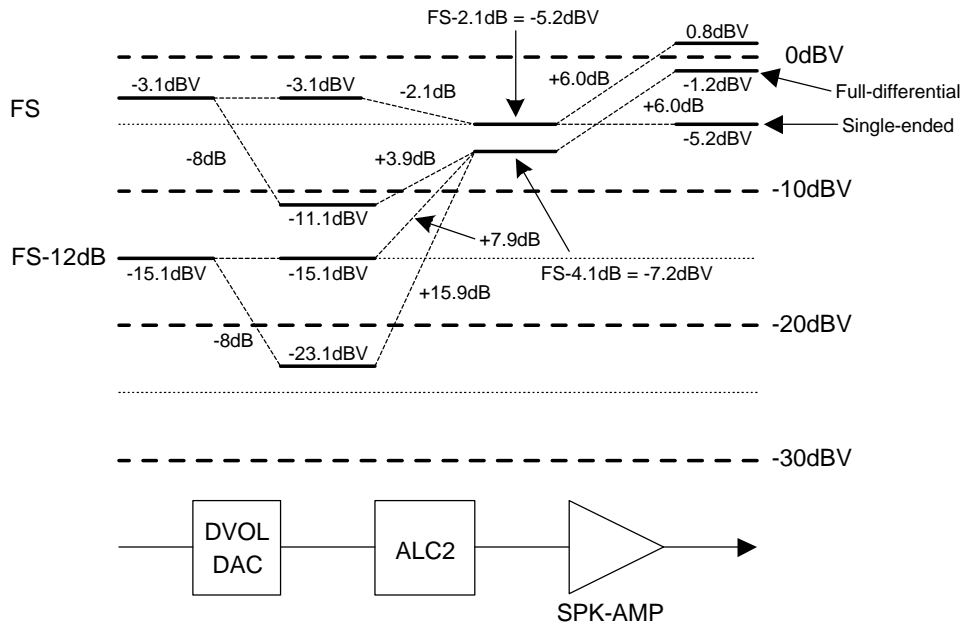 FS-2.1dB = -5.2dBV
0.8dBV
0dBV
-3.1dBV
-3.1dBV
-2.1dB
+6.0dB
-1.2dBV
Full-differential
FS
+6.0dB
Single-ended
-5.2dBV
-8dB
+3.9dB
-10dBV
-11.1dBV
+7.9dB
FS-12dB
-15.1dBV
-15.1dBV
FS-4.1dB = -7.2dBV
+15.9dB
-20dBV
-8dB
-23.1dBV
-30dBV
DVOL
DAC
ALC2
SPK-AMP